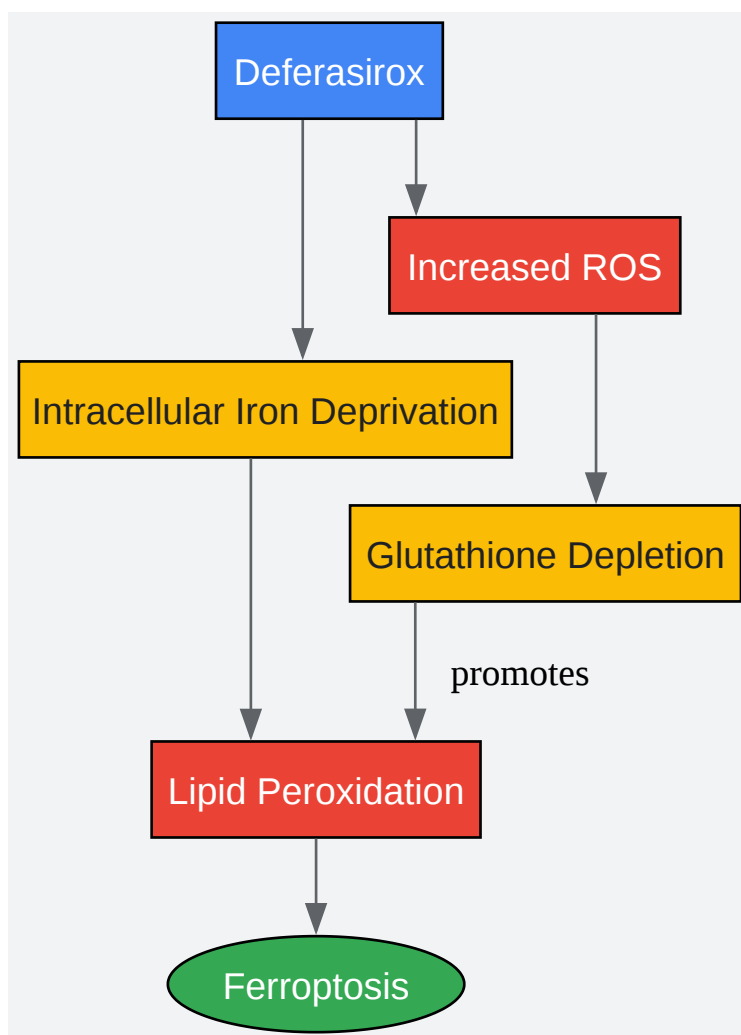 Deferasirox
Increased ROS
Intracellular Iron Deprivation
Glutathione Depletion
promotes
Lipid Peroxidation
Ferroptosis